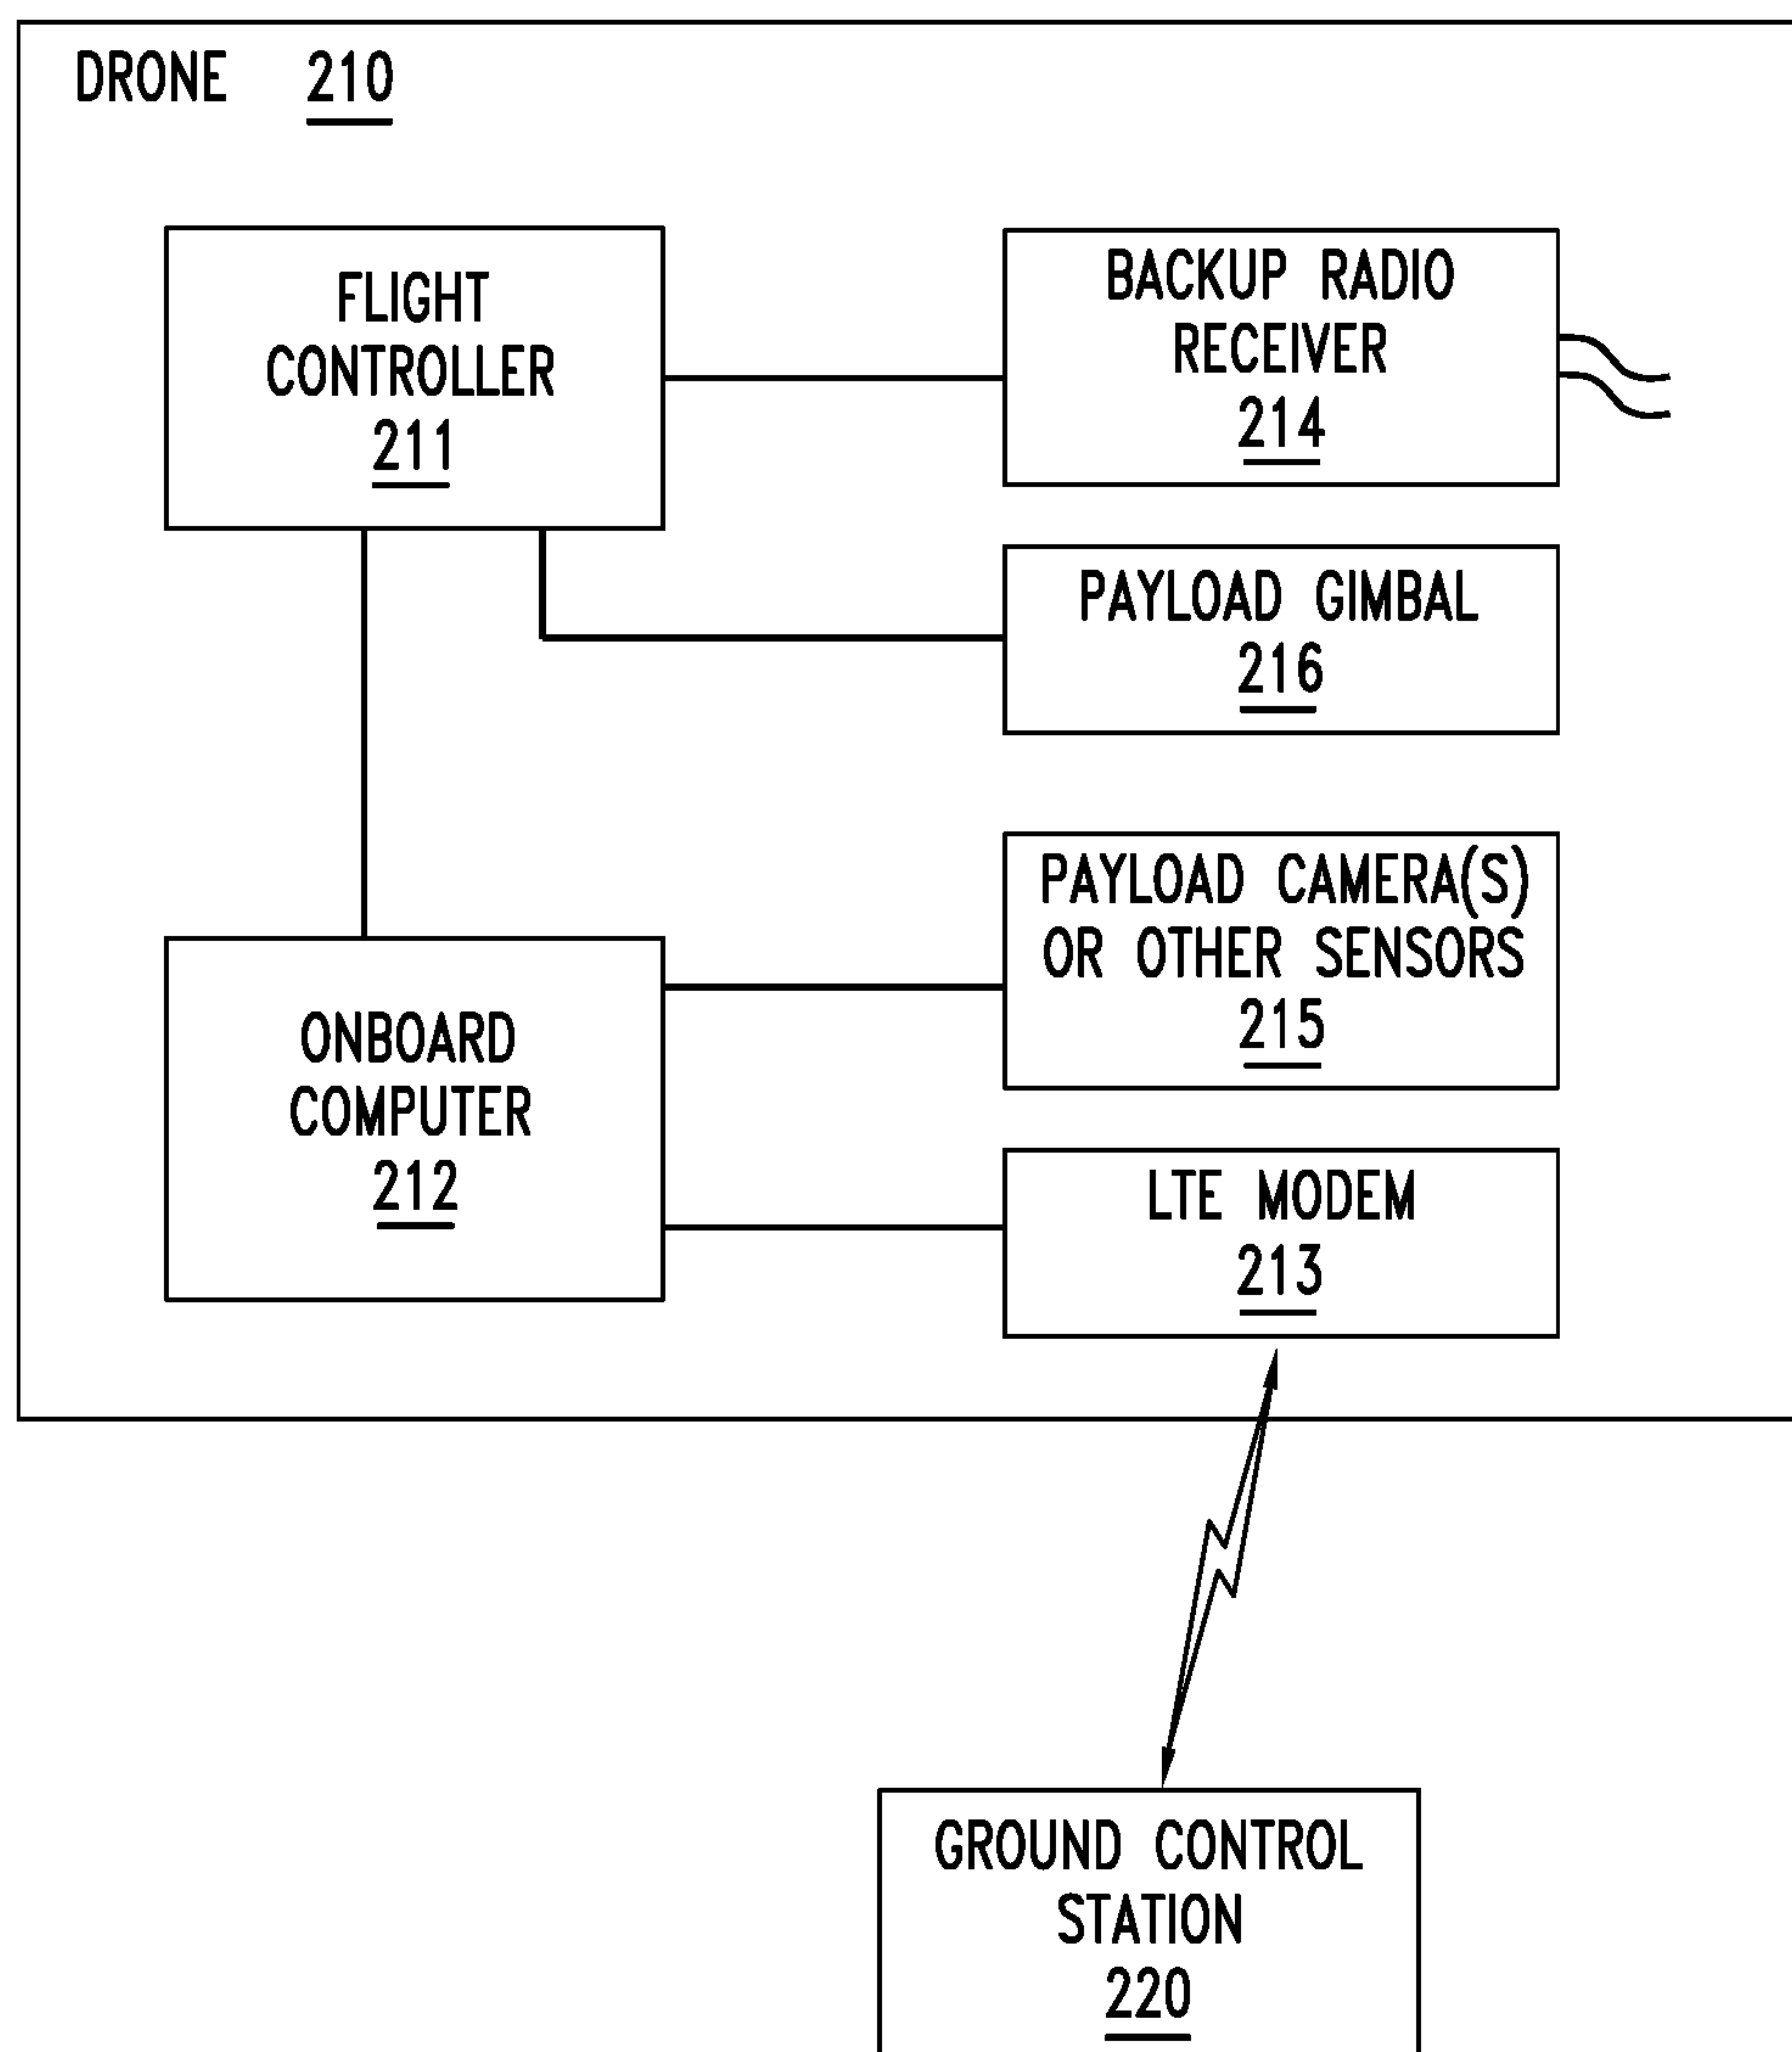 DRONE 210
FLIGHT
CONTROLLER
211
BACKUP RADIO
RECEIVER
214
PAYLOAD GIMBAL
216
PAYLOAD CAMERA(S)
OR OTHER SENSORS
215
ONBOARD
COMPUTER
212
LTE MODEM
213
GROUND CONTROL
STATION
220